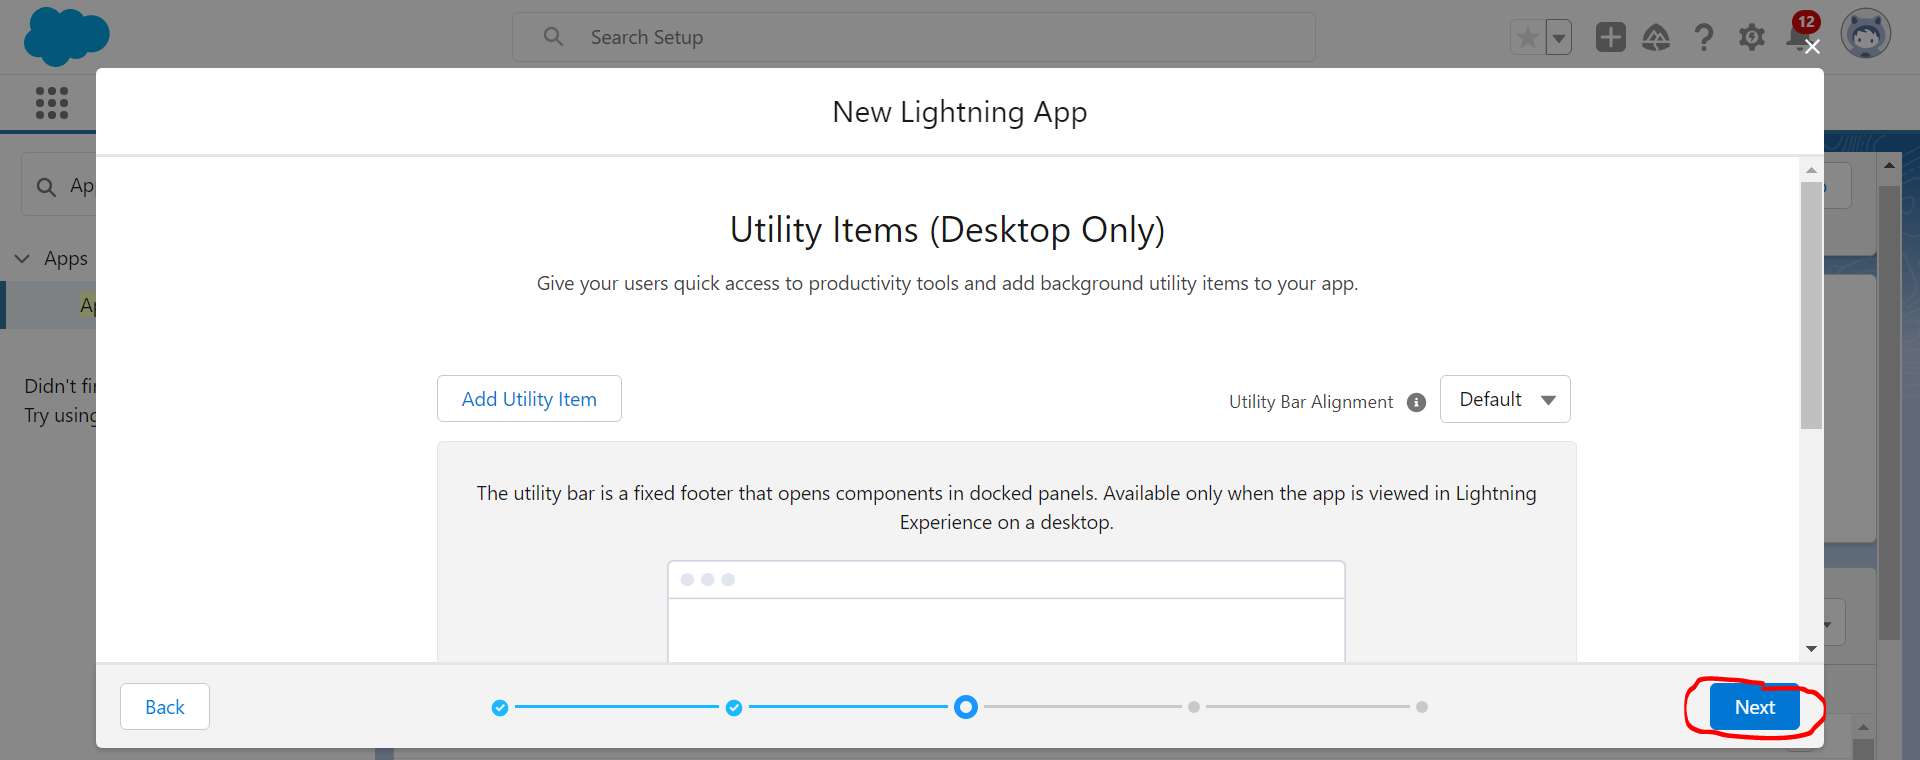 Search Setup
12
New Lightning App
Ap
Utility Items (Desktop Only)
Apps
Give your users quick access to productivity tools and add background utility items to your app.
Ap
Didn't fi
Try using
Add Utility Item
Utility Bar Alignment
Default
The utility bar is a fixed footer that opens components in docked panels. Available only when the app is viewed in Lightning
Experience on a desktop.
Back
Next